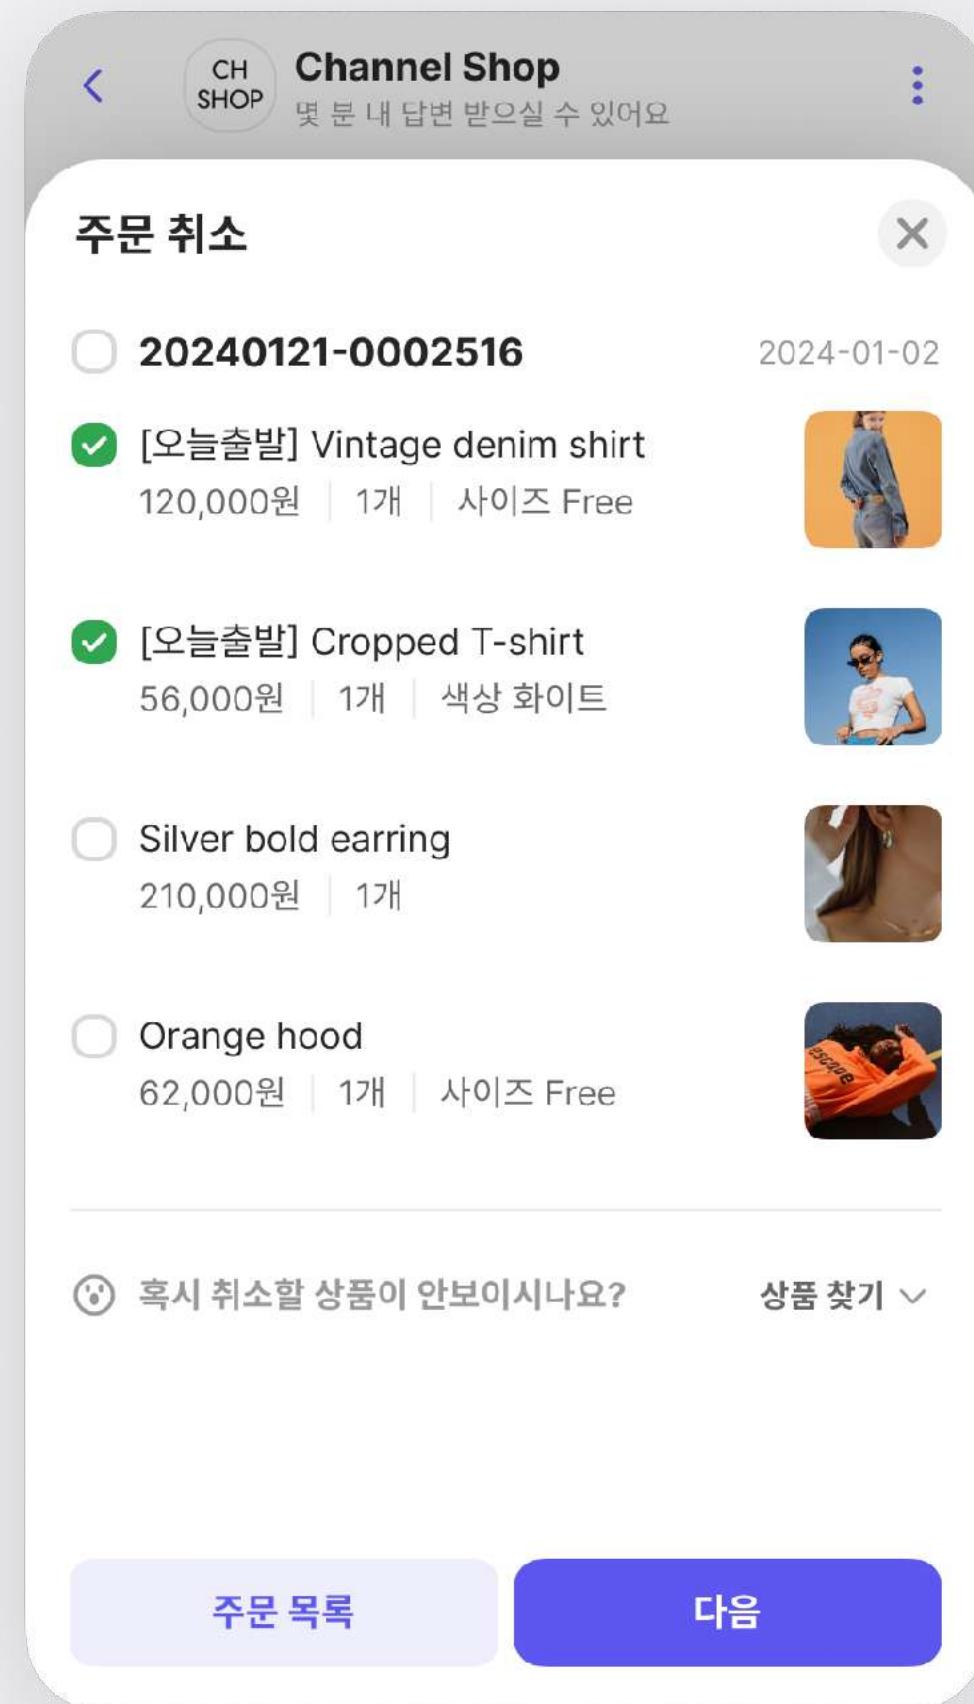 CH
SHOP
Channel Shop
몇 분 내 답변 받으실 수 있어요
주문 취소
20240121-0002516
2024-01-02
[오늘출발] Vintage denim shirt
120,000원 1개 사이즈 Free
[오늘출발] Cropped T-shirt
56,000원 1개 색상 화이트
Silver bold earring
210,000원 1개
Orange hood
62,000원 1개 사이즈 Free
escape
혹시 취소할 상품이 안보이시나요?
상품 찾기
주문 목록
다음